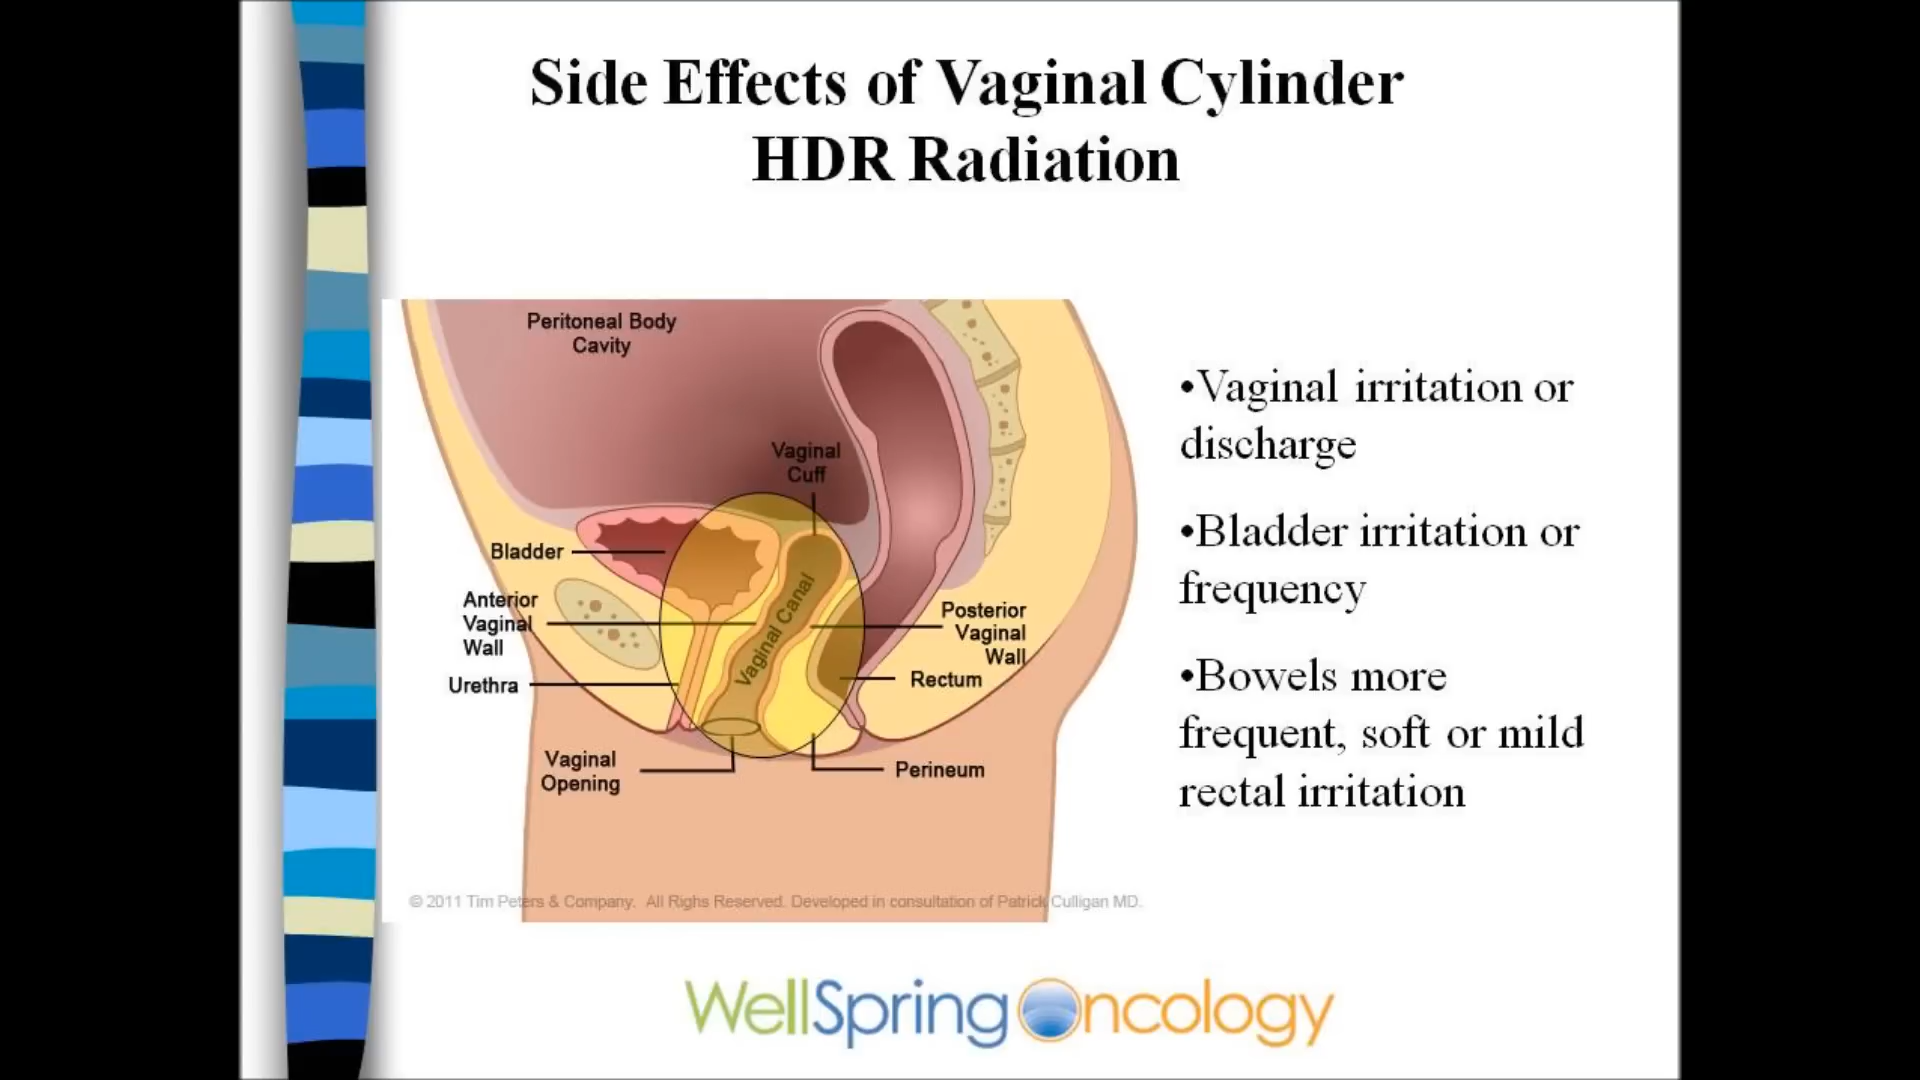 Side Effects of Vaginal Cylinder
HDR Radiation
Peritoneal Body
Cavity
Vaginal
Cuff
Bladder
Anterior
Vaginal
Wall
Urethra
Vaginal Canal
Posterior
Vaginal
Wall
Rectum
Vaginal
Opening
Perineum
© 2011 Tim Peters & Company. All Righs Reserved. Developed in consultation of Patrick Culligan MD.
•Vaginal irritation or
discharge
•Bladder irritation or
frequency
•Bowels more
frequent, soft or mild
rectal irritation
WellSpring Oncology